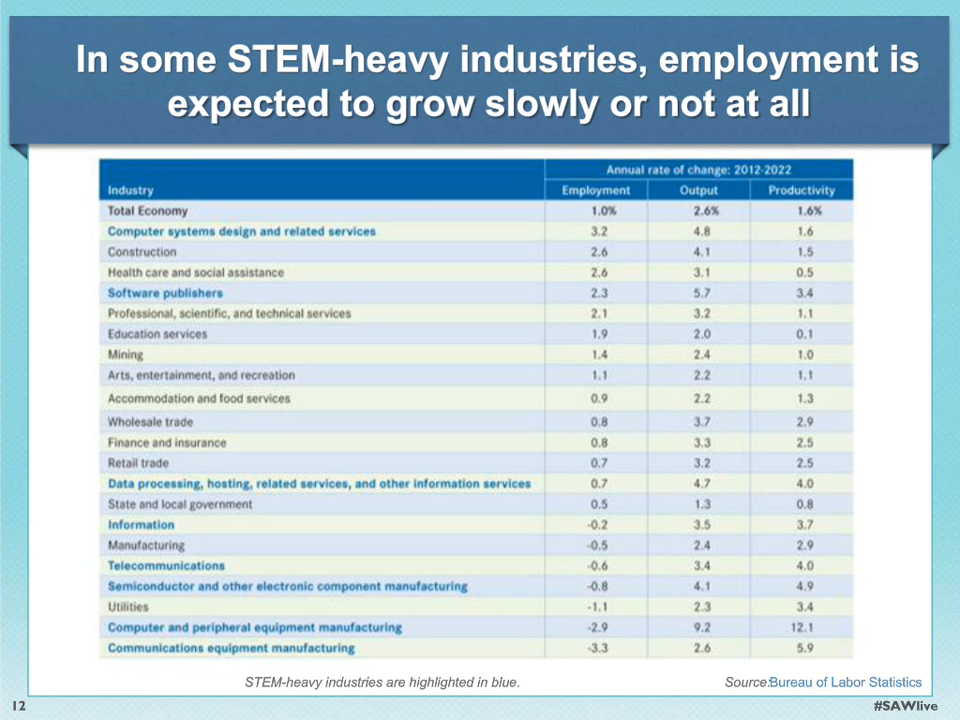 In some STEM-heavy industries, employment is
expected to grow slowly or not at all
Annual rate of change: 2012-2022
Industry Employment Output Productivity
Total Economy 1.0% 2.6% 1.6%
Computer systems design and related services 3.2 4.8 1.6
Construction 2.6 4.1 1.5
Health care and social assistance 2.6 3.1 0.5
Software publishers 2.3 5.7 3.4
Professional, scientific, and technical services 2.1 3.2 1.1
Education services 1.9 2.0 0.1
Mining 1.4 2.4 1.0
Arts, entertainment, and recreation 1.1 2.2 1.1
Accommodation and food services 0.9 2.2 1.3
Wholesale trade 0.8 3.7 2.9
Finance and insurance 0.8 3.3 2.5
Retail trade 0.7 3.2 2.5
Data processing, hosting, related services, and other information services 0.7 4.7 4.0
State and local government 0.5 1.3 0.8
Information -0.2 3.5 3.7
Manufacturing -0.5 2.4 2.9
Telecommunications -0.6 3.4 4.0
Semiconductor and other electronic component manufacturing -0.8 4.1 4.9
Utilities -1.1 2.3 3.4
Computer and peripheral equipment manufacturing -2.9 9.2 12.1
Communications equipment manufacturing -3.3 2.6 5.9
STEM-heavy industries are highlighted in blue. Source:Bureau of Labor Statistics
12 #SAWlive